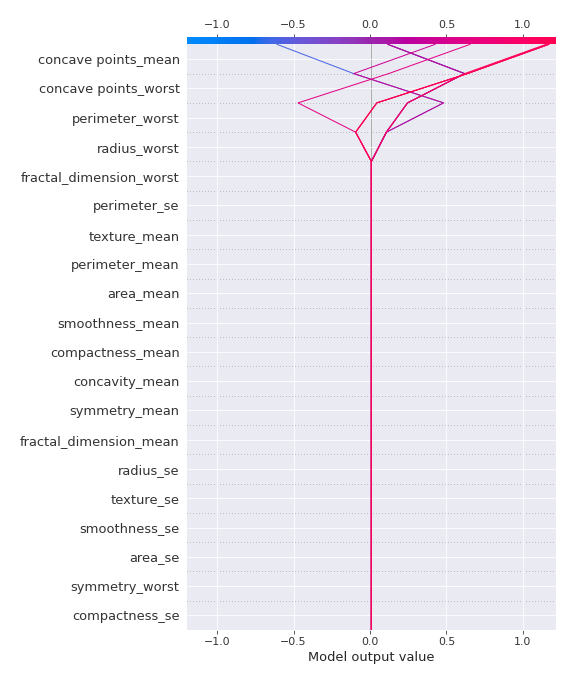 −1.0 −0.5 0.0 0.5 1.0
concave points_mean
concave points_worst
perimeter_worst
radius_worst
fractal_dimension_worst
perimeter_se
texture_mean
perimeter_mean
area_mean
smoothness_mean
compactness_mean
concavity_mean
symmetry_mean
fractal_dimension_mean
radius_se
texture_se
smoothness_se
area_se
symmetry_worst
compactness_se
−1.0 −0.5 0.0 0.5 1.0
Model output value